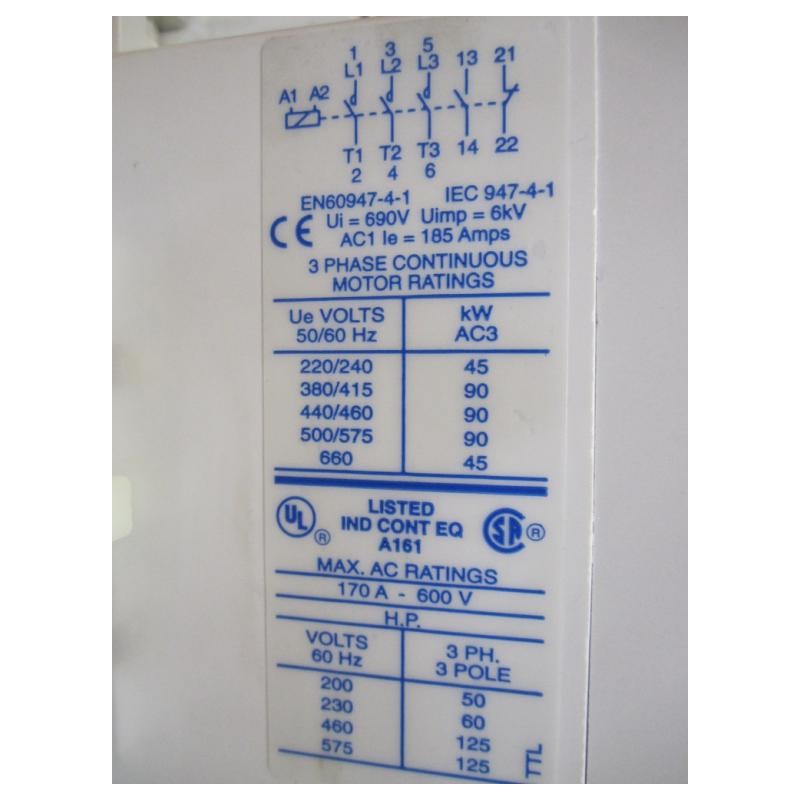 1 3 5
L1 L2 L3 13 21
A1 A2
T1 T2 T3 14 22
2 4 6
EN60947-4-1 IEC 947-4-1
CE Ui = 690V Uimp = 6kV
AC1 Ie = 185 Amps
3 PHASE CONTINUOUS
MOTOR RATINGS
Ue VOLTS kW
50/60 Hz AC3
220/240 45
380/415 90
440/460 90
500/575 90
660 45
UL ® LISTED SA ®
IND CONT EQ
A161
MAX. AC RATINGS
170 A - 600 V
H.P.
VOLTS 3 PH.
60 Hz 3 POLE
200 50
230 60
460 125
575 125
TTL